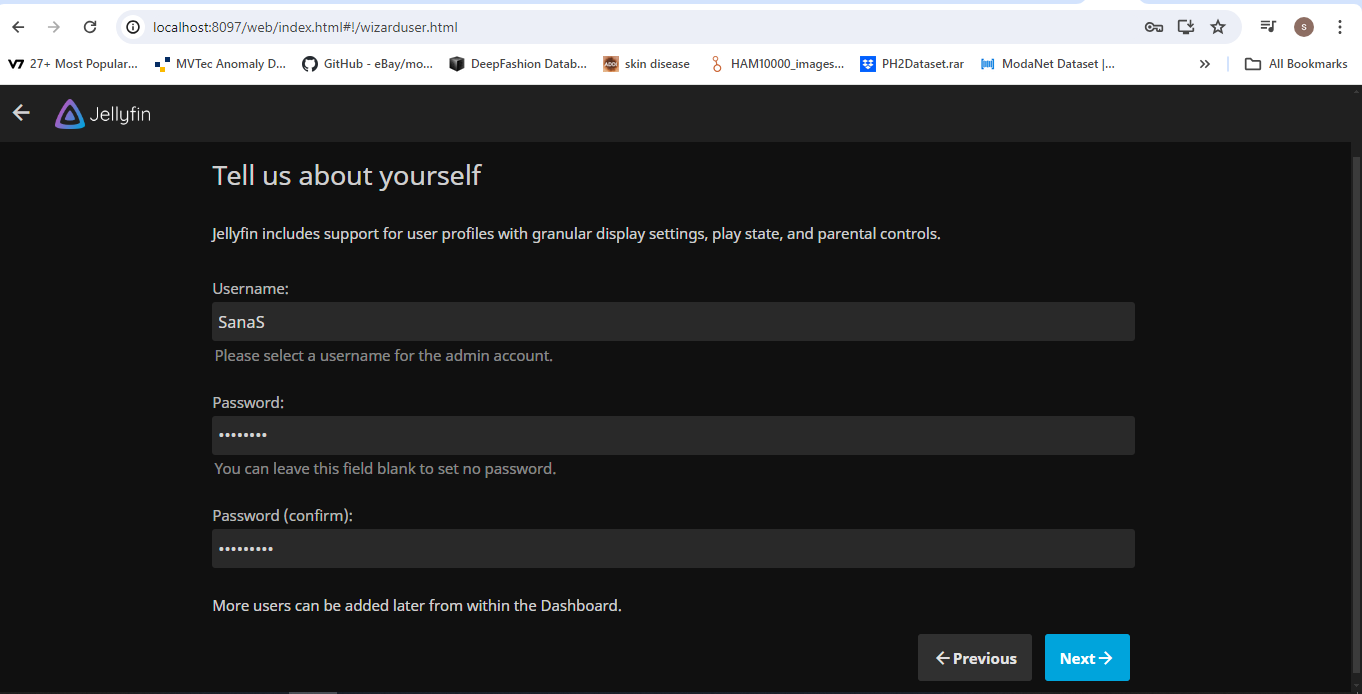 localhost:8097/web/index.html#!/wizarduser.html
S
27+ Most Popular... MVTec Anomaly D... GitHub - eBay/mo... DeepFashion Datab... skin disease HAM10000_images... PH2Dataset.rar ModaNet Dataset |... » All Bookmarks
Jellyfin
Tell us about yourself
Jellyfin includes support for user profiles with granular display settings, play state, and parental controls.
Username:
SanaS
Please select a username for the admin account.
Password:
••••••••
You can leave this field blank to set no password.
Password (confirm):
•••••••••
More users can be added later from within the Dashboard.
Previous Next